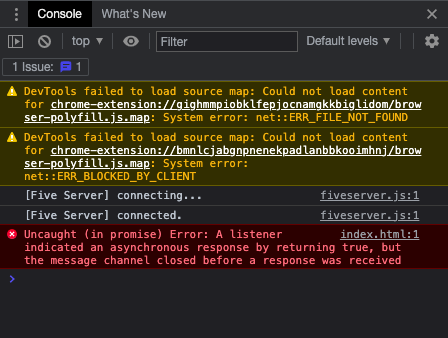 Console What's New
top Filter Default levels
1 Issue: 1
DevTools failed to load source map: Could not load content
for chrome-extension://gighmmpiobklfepjocnamgkkbiglidom/bro
wser-polyfill.js.map: System error: net::ERR_FILE_NOT_FOUND
DevTools failed to load source map: Could not load content
for chrome-extension://bmnlcjabgnpnenekpadlanbbkooimhnj/bro
wser-polyfill.js.map: System error:
net::ERR_BLOCKED_BY_CLIENT
[Five Server] connecting... fiveserver.js:1
[Five Server] connected. fiveserver.js:1
Uncaught (in promise) Error: A listener index.html:1
indicated an asynchronous response by returning true, but
the message channel closed before a response was received